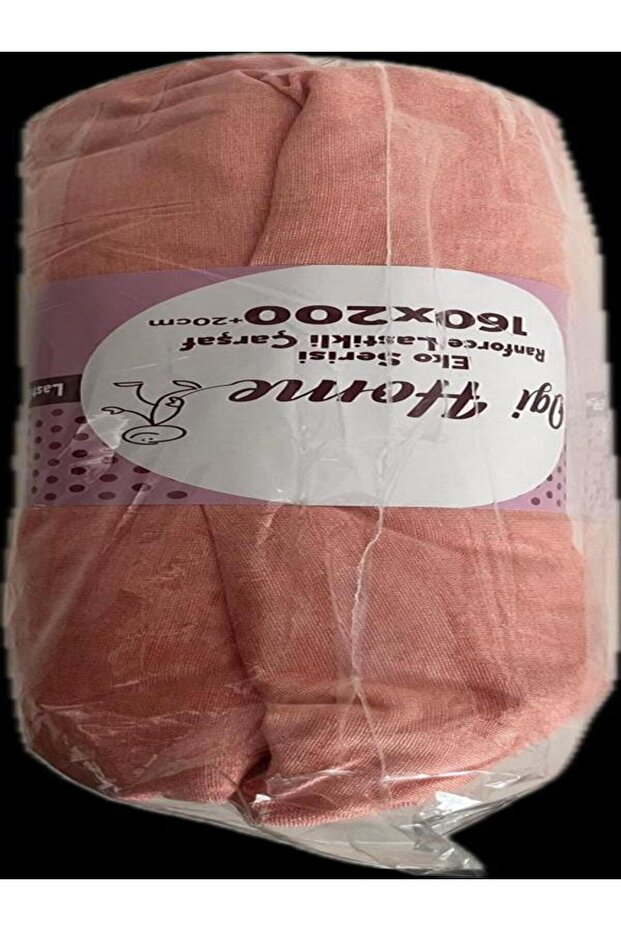 Ogi Home
Eko Serisi
Ranforce Lastikli Çarşaf
160x200+20cm